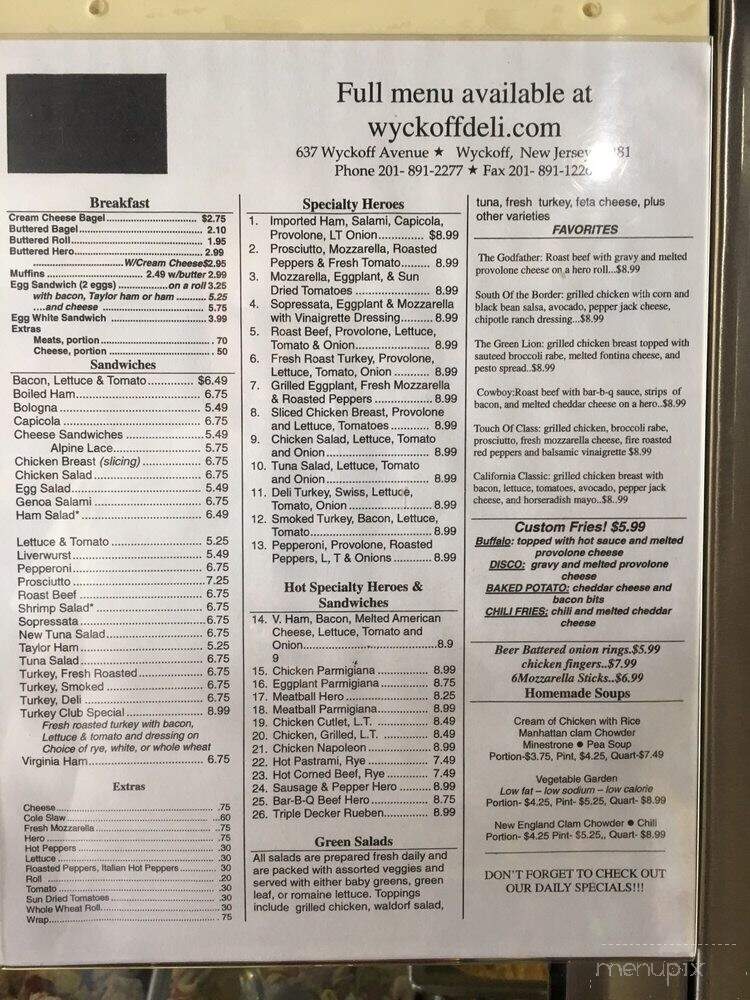 Full menu available at
wyckoffdeli.com
637 Wyckoff Avenue ★ Wyckoff, New Jersey 81
Phone 201- 891-2277 ★ Fax 201- 891-122
Breakfast
Cream Cheese Bagel.............................. $2.75
Buttered Bagel........................................ 2.10
Buttered Roll........................................... 1.95
Buttered Hero......................................... 2.99
....................................W/Cream Cheese$2.95
Muffins ............................ 2.49 w/butter 2.99
Egg Sandwich (2 eggs) ...............on a roll 3.25
with bacon, Taylor ham or ham .......... 5.25
....and cheese .................................. 5.75
Egg White Sandwich ............................. 3.99
Extras
Meats, portion ..................................... . 70
Cheese, portion ................................... . 50
Sandwiches
Bacon, Lettuce & Tomato............. $6.49
Boiled Ham................................... 6.75
Bologna ........................................ 5.49
Capicola ........................................ 6.75
Cheese Sandwiches ......................5.49
Alpine Lace......................... 5.75
Chicken Breast (slicing) ................ 6.75
Chicken Salad ............................... 6.75
Egg Salad...................................... 5.49
Genoa Salami ............................... 6.75
Ham Salad* ................................... 6.49
Lettuce & Tomato ......................... 5.25
Liverwurst..................................... 5.49
Pepperoni...................................... 6.75
Prosciutto ......................................7.25
Roast Beef .................................... 6.75
Shrimp Salad* ............................... 6.75
Sopressata.................................... 6.75
New Tuna Salad........................... 6.75
Taylor Ham ................................... 5.25
Tuna Salad.................................... 6.75
Turkey, Fresh Roasted.................. 6.75
Turkey, Smoked ........................... 6.75
Turkey, Deli .................................. 6.75
Turkey Club Special ..................... 8.99
Fresh roasted turkey with bacon,
Lettuce & tomato and dressing on
Choice of rye, white, or whole wheat
Virginia Ham................................. 6.75
Extras
Cheese.................................................. .75
Cole Slaw............................................ ...60
Fresh Mozzarella ................................ ..75
Hero ..................................................... .75
Hot Peppers ........................................ .30
Lettuce ................................................. .30
Roasted Peppers, Italian Hot Peppers ........... .30
Roll ...................................................... .20
Tomato ................................................. .30
Sun Dried Tomatoes ............................ .30
Whole Wheat Roll................................ 30
Wrap.................................................... . 75
Specialty Heroes
1. Imported Ham, Salami, Capicola,
Provolone, LT Onion.............. $8.99
2. Prosciutto, Mozzarella, Roasted
Peppers & Fresh Tomato........ 8.99
3. Mozzarella, Eggplant, & Sun
Dried Tomatoes ..................... 8.99
4. Sopressata, Eggplant & Mozzarella
with Vinaigrette Dressing......... 8.99
5. Roast Beef, Provolone, Lettuce,
Tomato & Onion..................... 8.99
6. Fresh Roast Turkey, Provolone,
Lettuce, Tomato, Onion .......... 8.99
7. Grilled Eggplant, Fresh Mozzarella
& Roasted Peppers ................ 8.99
8. Sliced Chicken Breast, Provolone
and Lettuce, Tomatoes ........... 8.99
9. Chicken Salad, Lettuce, Tomato
and Onion............................... 8.99
10. Tuna Salad, Lettuce, Tomato
and Onion............................... 8.99
11. Deli Turkey, Swiss, Lettuce,
Tomato, Onion ....................... 8.99
12. Smoked Turkey, Bacon, Lettuce,
Tomato.................................... 8.99
13. Pepperoni, Provolone, Roasted
Peppers, L, T & Onions .......... 8.99
Hot Specialty Heroes &
Sandwiches
14. V. Ham, Bacon, Melted American
Cheese, Lettuce, Tomato and
Onion.......................................8.9
9
15. Chicken Parmigiana ............... 8.99
16. Eggplant Parmigiana .............. 8.75
17. Meatball Hero......................... 8.25
18. Meatball Parmigiana............... 8.99
19. Chicken Cutlet, L.T. ................ 8.49
20. Chicken, Grilled, L.T. .............. 8.49
21. Chicken Napoleon .................. 8.99
22. Hot Pastrami, Rye .................. 7.49
23. Hot Corned Beef, Rye ............ 7.49
24. Sausage & Pepper Hero ........ 8.99
25. Bar-B-Q Beef Hero................. 8.75
26. Triple Decker Rueben............. 8.99
Green Salads
All salads are prepared fresh daily and
are packed with assorted veggies and
served with either baby greens, green
leaf, or romaine lettuce. Toppings
include grilled chicken, waldorf salad,
tuna, fresh turkey, feta cheese, plus
other varieties
FAVORITES
The Godfather: Roast beef with gravy and melted
provolone cheese on a hero roll...$8.99
South Of the Border: grilled chicken with corn and
black bean salsa, avocado, pepper jack cheese,
chipotle ranch dressing...$8.99
The Green Lion: grilled chicken breast topped with
sauteed broccoli rabe, melted fontina cheese, and
pesto spread..$8.99
Cowboy:Roast beef with bar-b-q sauce, strips of
bacon, and melted cheddar cheese on a hero..$8.99
Touch Of Class: grilled chicken, broccoli rabe,
prosciutto, fresh mozzarella cheese, fire roasted
red peppers and balsamic vinaigrette $8.99
California Classic: grilled chicken breast with
bacon, lettuce, tomatoes, avocado, pepper jack
cheese, and horseradish mayo..$8..99
Custom Fries! $5.99
Buffalo: topped with hot sauce and melted
provolone cheese
DISCO: gravy and melted provolone
cheese
BAKED POTATO: cheddar cheese and
bacon bits
CHILI FRIES: chili and melted cheddar
cheese
Beer Battered onion rings.$5.99
chicken fingers..$7.99
6Mozzarella Sticks..$6.99
Homemade Soups
Cream of Chicken with Rice
Manhattan clam Chowder
Minestrone ● Pea Soup
Portion-$3.75, Pint, $4.25, Quart-$7.49
Vegetable Garden
Low fat – low sodium – low calorie
Portion- $4.25, Pint- $5.25, Quart- $8.99
New England Clam Chowder ● Chili
Portion- $4.25 Pint- $5.25,, Quart- $8.99
DON'T FORGET TO CHECK OUT
OUR DAILY SPECIALS!!!
menupix